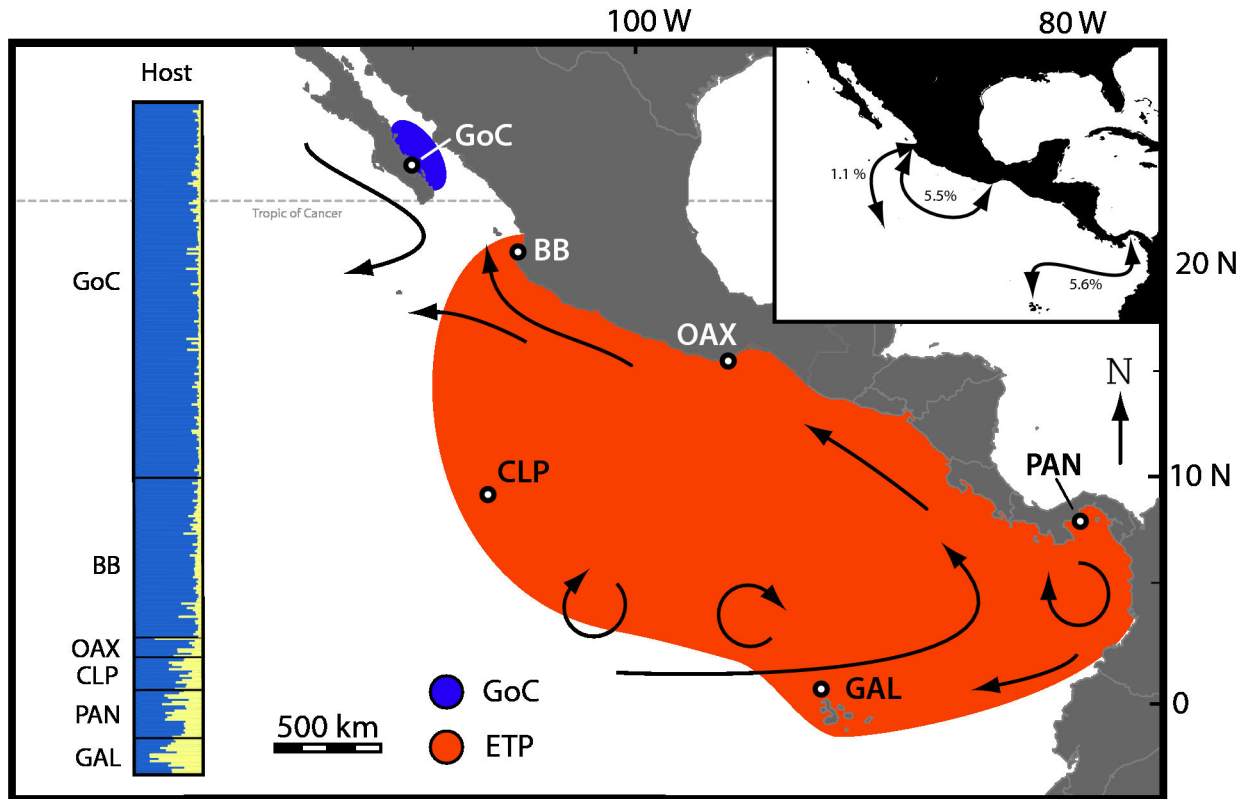 100 W
80 W
Host
GoC
BB
OAX
CLP
PAN
GAL
GoC
Tropic of Cancer
BB
OAX
CLP
PAN
GAL
1.1 %
5.5%
5.6%
20 N
N
10 N
0
500 km
GoC
ETP